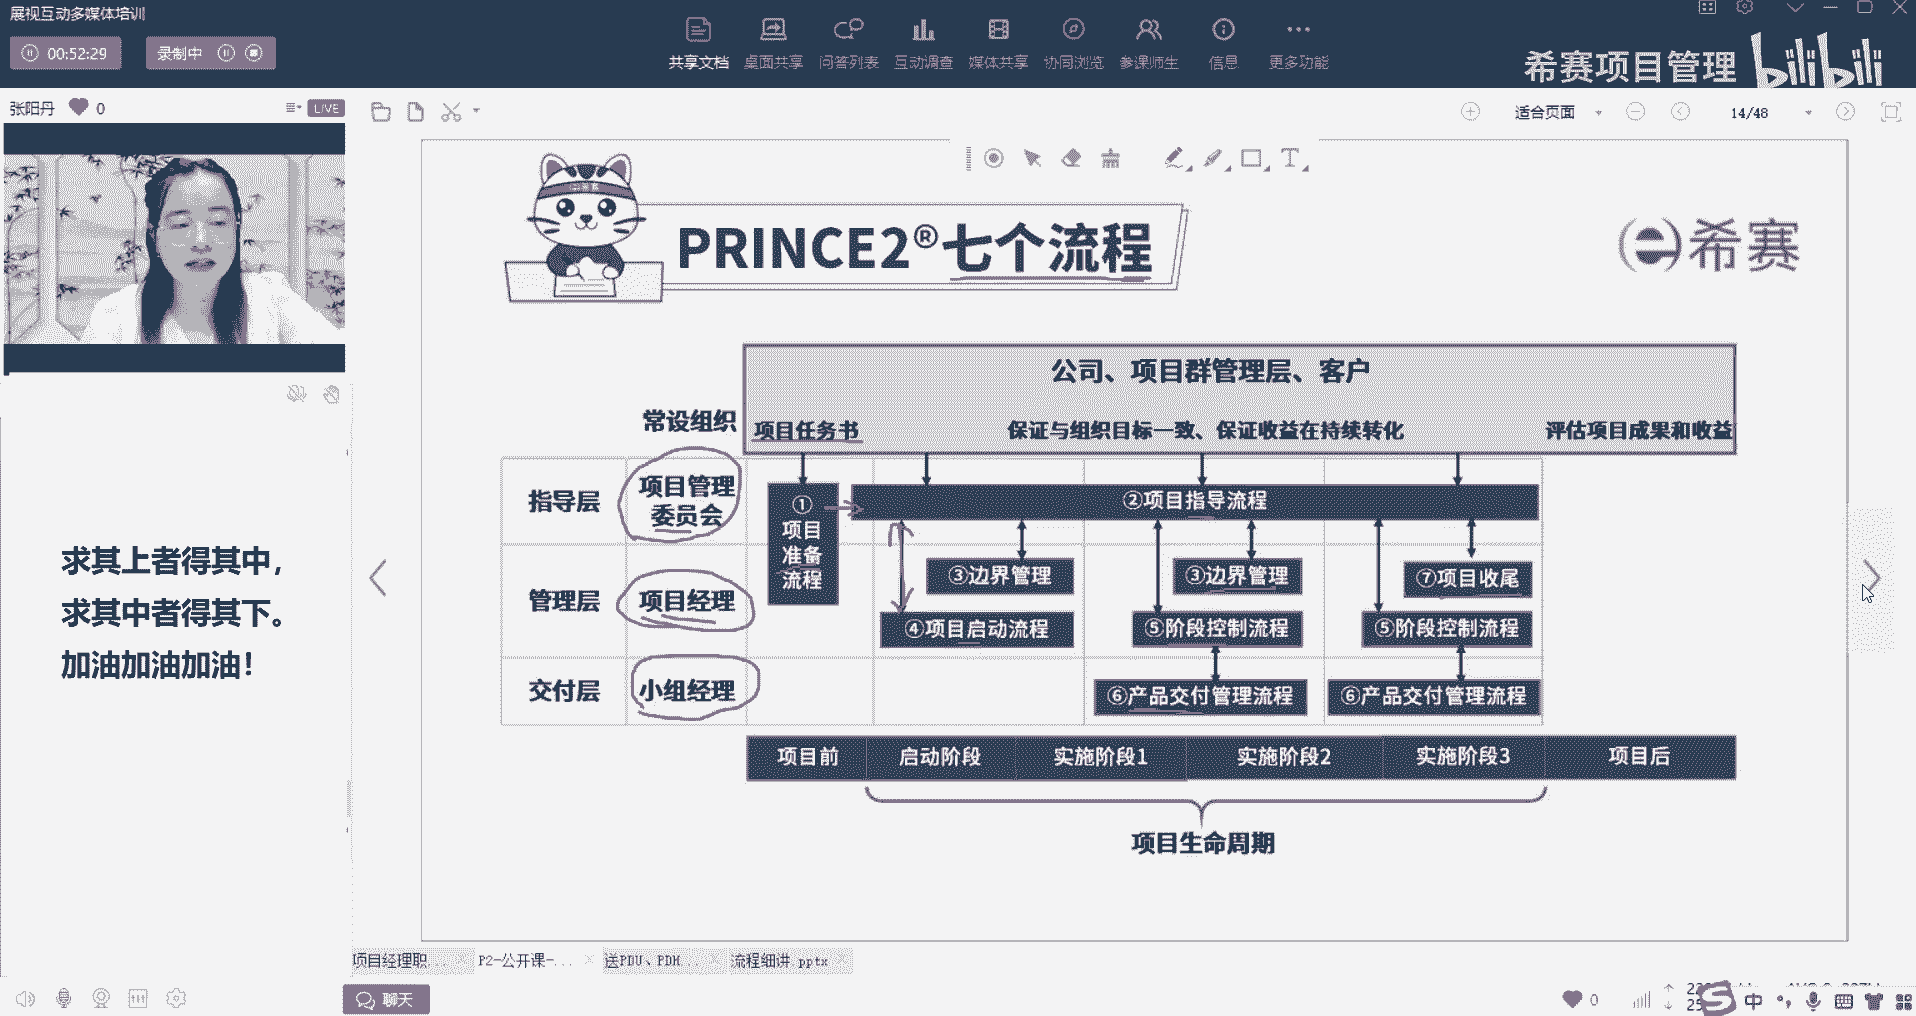 展视互动多媒体培训
00:52:29
录制中
共享文档
桌面共享
问答列表
互动调查
媒体共享
协同浏览
参课师生
信息
更多功能
希赛项目管理
bilibili
张阳丹
0
LIVE
适合页面
14/48
PRINCE2®七个流程
希赛
公司、项目群管理层、客户
常设组织
项目任务书
保证与组织目标一致、保证收益在持续转化
评估项目成果和收益
指导层
项目管理
委员会
①
项目
准备
流程
②项目指导流程
③边界管理
③边界管理
⑦项目收尾
管理层
项目经理
④项目启动流程
⑤阶段控制流程
⑤阶段控制流程
交付层
小组经理
⑥产品交付管理流程
⑥产品交付管理流程
项目前
启动阶段
实施阶段1
实施阶段2
实施阶段3
项目后
项目生命周期
求其上者得其中，
求其中者得其下。
加油加油加油！
项目经理职...
P2-公开课-...
送PDU、PDH...
流程细讲.pptx
聊天
0
中